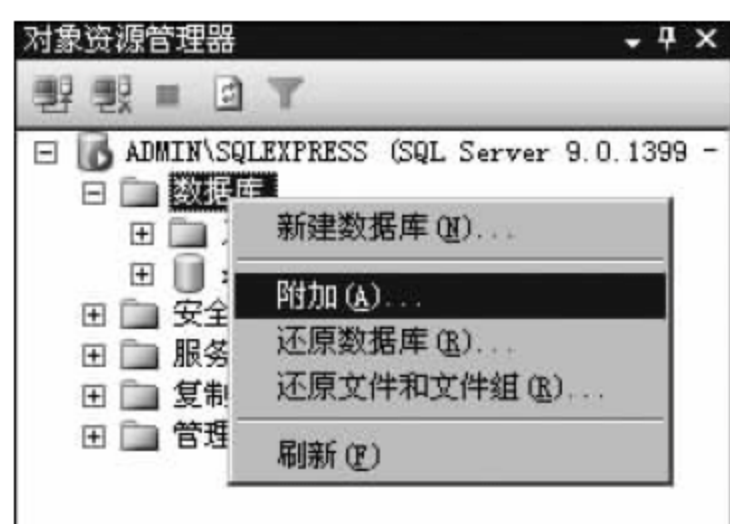 对象资源管理器
ADMIN\SQLEXPRESS (SQL Server 9.0.1399 -
数据库
新建数据库(N)...
附加(A)...
安全
还原数据库(R)...
服务
还原文件和文件组(R)...
复制
管理
刷新(F)